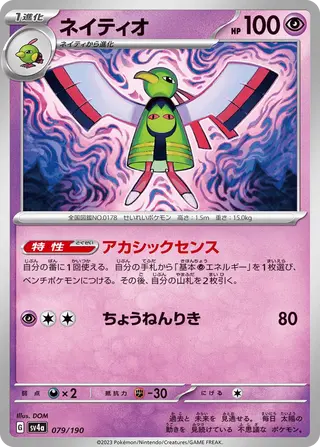 1進化
ネイティオ
HP 100
ネイティから進化
全国図鑑NO.0178 せいれいポケモン 高さ:1.5m 重さ:15.0kg
特性 アカシックセンス
自分の番に1回使える。自分の手札から「基本エネルギー」を1枚選び、
ベンチポケモンにつける。その後、自分の山札を2枚引く。
ちょうねんりき 80
弱点 ×2 抵抗力 -30 にげる
Illus. DOM
G sv4a 079/190
過去と 未来を 見通す。 毎日
太陽の 動きを 観続けている 不思議な ポケモン。
©2023 Pokémon/Nintendo/Creatures/GAME FREAK.